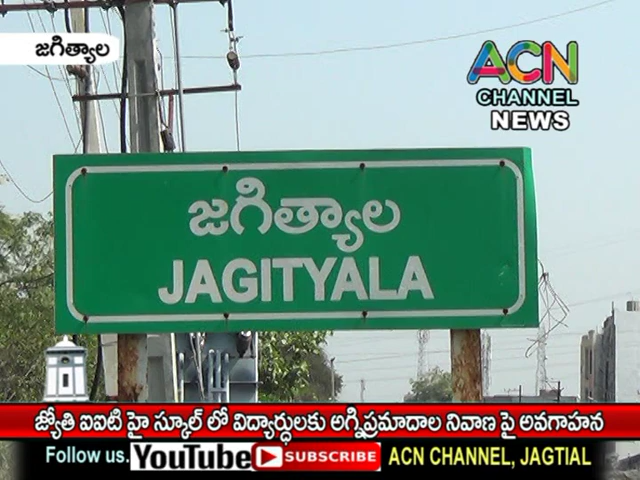 జగిత్యాల
ACN
CHANNEL
NEWS
జగిత్యాల
JAGITYALA
జ్యోతి ఐఐటి హై స్కూల్ లో విద్యార్థులకు అగ్నిప్రమాదాల నివాణ పై అవగాహన
Follow us. YouTube SUBSCRIBE ACN CHANNEL, JAGTIAL